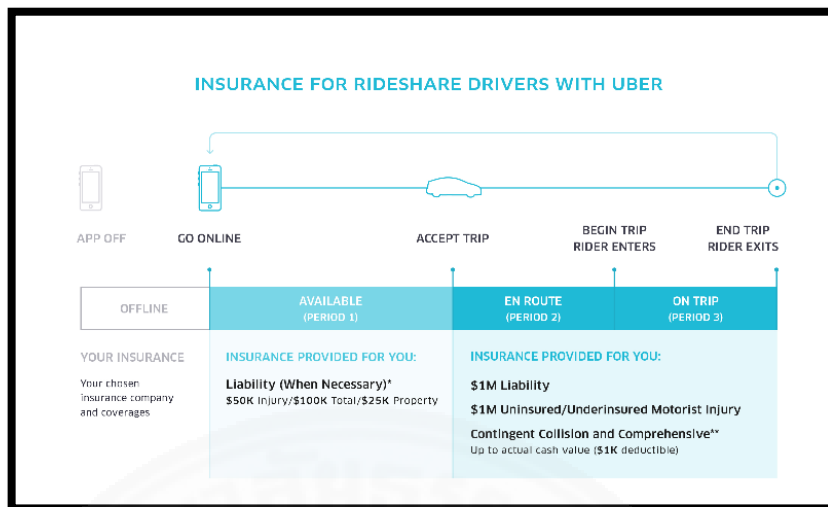 INSURANCE FOR RIDESHARE DRIVERS WITH UBER
APP OFF
GO ONLINE
ACCEPT TRIP
BEGIN TRIP
RIDER ENTERS
END TRIP
RIDER EXITS
OFFLINE
AVAILABLE
(PERIOD 1)
EN ROUTE
(PERIOD 2)
ON TRIP
(PERIOD 3)
YOUR INSURANCE
Your chosen
insurance company
and coverages
INSURANCE PROVIDED FOR YOU:
Liability (When Necessary)*
$50K Injury/$100K Total/$25K Property
INSURANCE PROVIDED FOR YOU:
$1M Liability
$1M Uninsured/Underinsured Motorist Injury
Contingent Collision and Comprehensive**
Up to actual cash value ($1K deductible)